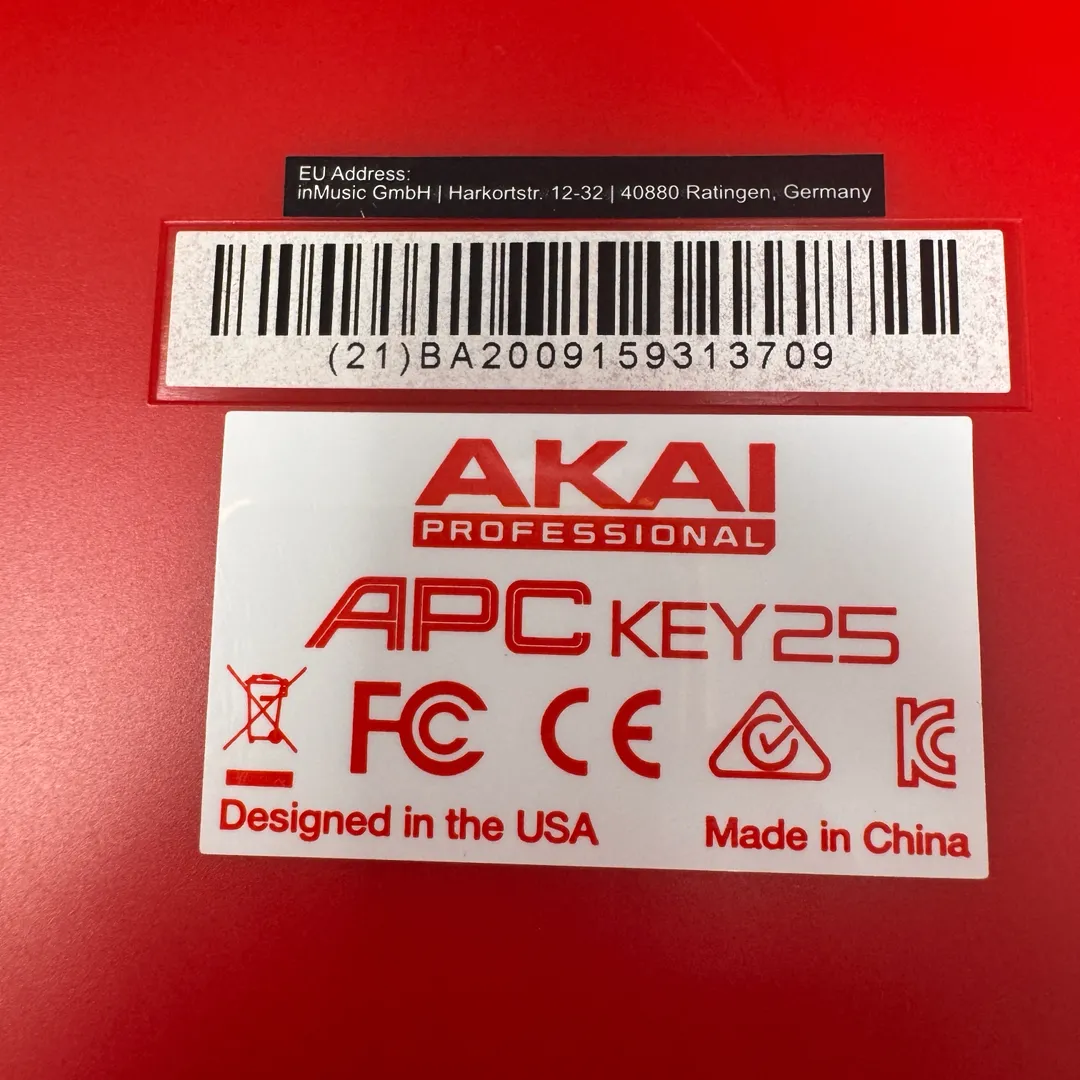 EU Address:
inMusic GmbH | Harkortstr. 12-32 | 40880 Ratingen, Germany
(21)BA2009159313709
AKAI
PROFESSIONAL
APC KEY 25
FC CE KC
Designed in the USA Made in China